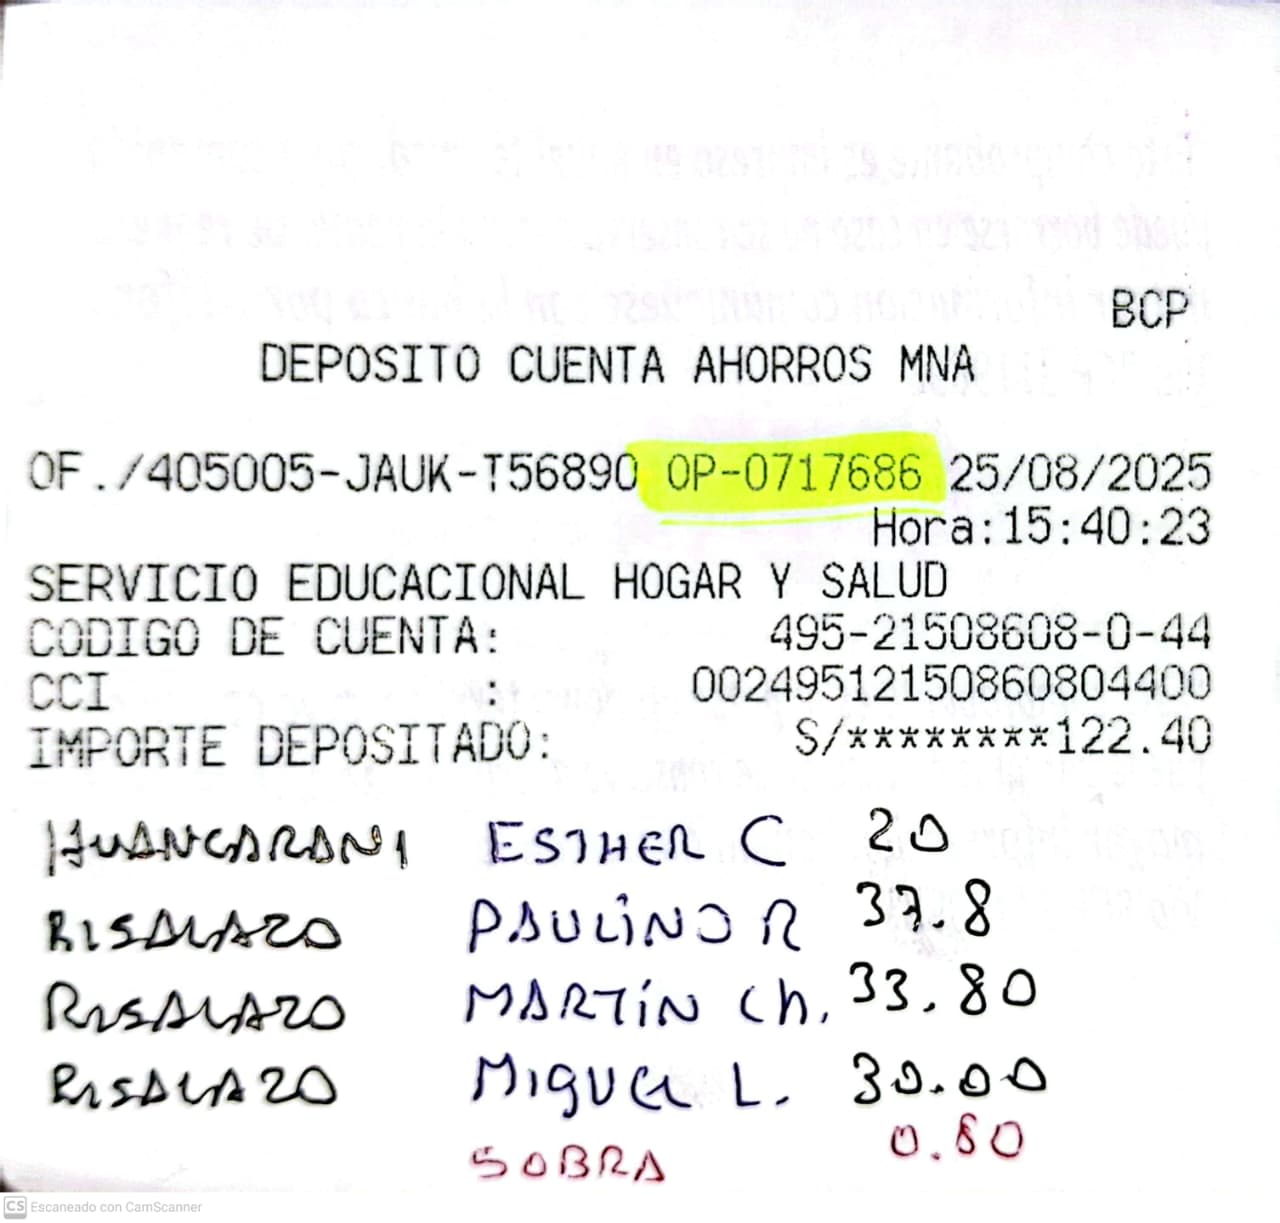 BCP
DEPOSITO CUENTA AHORROS MNA
OF./405005-JAUK-T56890 OP-0717686 25/08/2025
Hora:15:40:23
SERVICIO EDUCACIONAL HOGAR Y SALUD
CODIGO DE CUENTA: 495-21508608-0-44
CCI : 00249512150860804400
IMPORTE DEPOSITADO: S/********122.40
HUANCARANI ESTHER C 20
RISALAZO PAULINO R 37.8
RISALAZO MARTÍN Ch. 33.80
RISALAZO MIGUEL L. 30.00
SOBRA 0.80
CS Escaneado con CamScanner